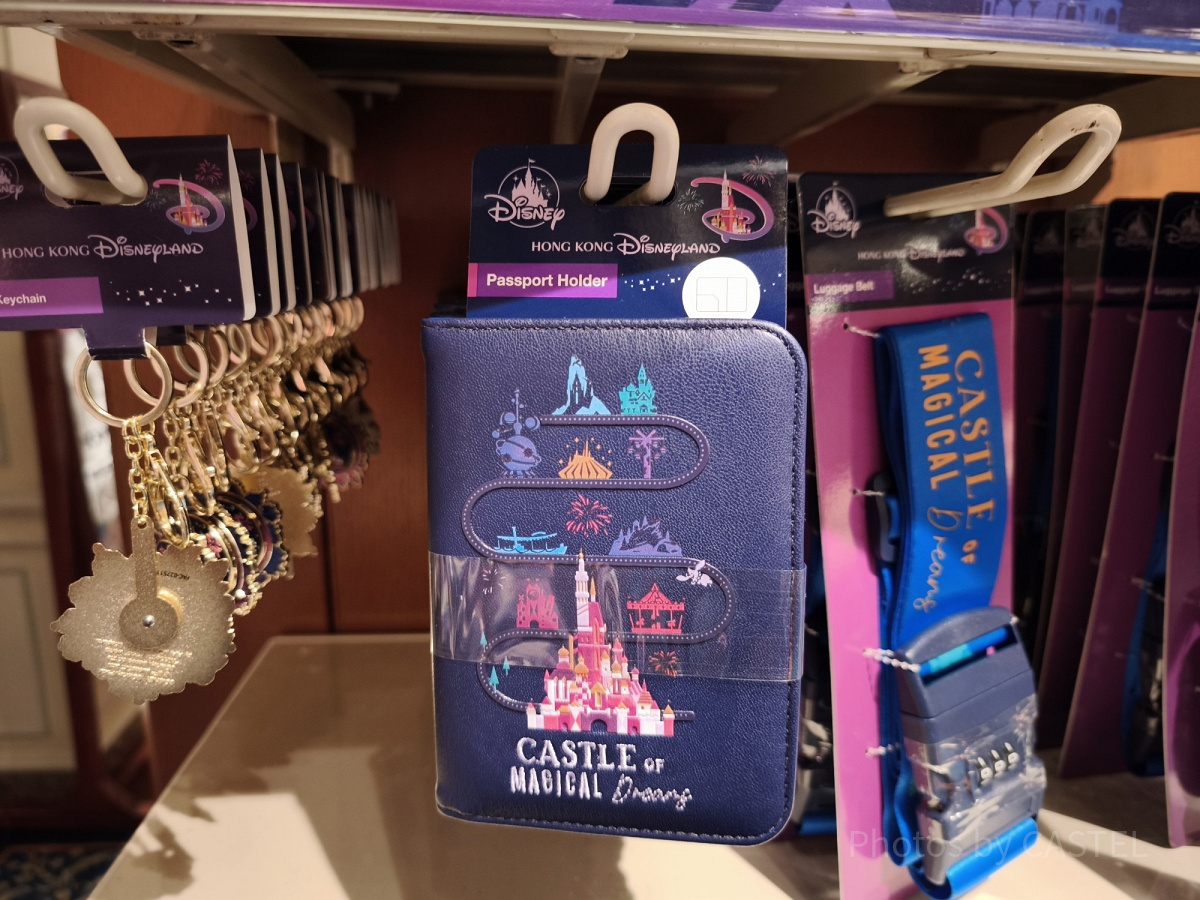 DISNEY
HONG KONG DISNEYLAND
Keychain
DISNEY
HONG KONG DISNEYLAND
Passport Holder
CASTLE OF
MAGICAL Dreams
DISNEY
HONG KONG DISNEYLAND
Luggage Belt
CASTLE OF
MAGICAL Dreams
Photos by CASTEL